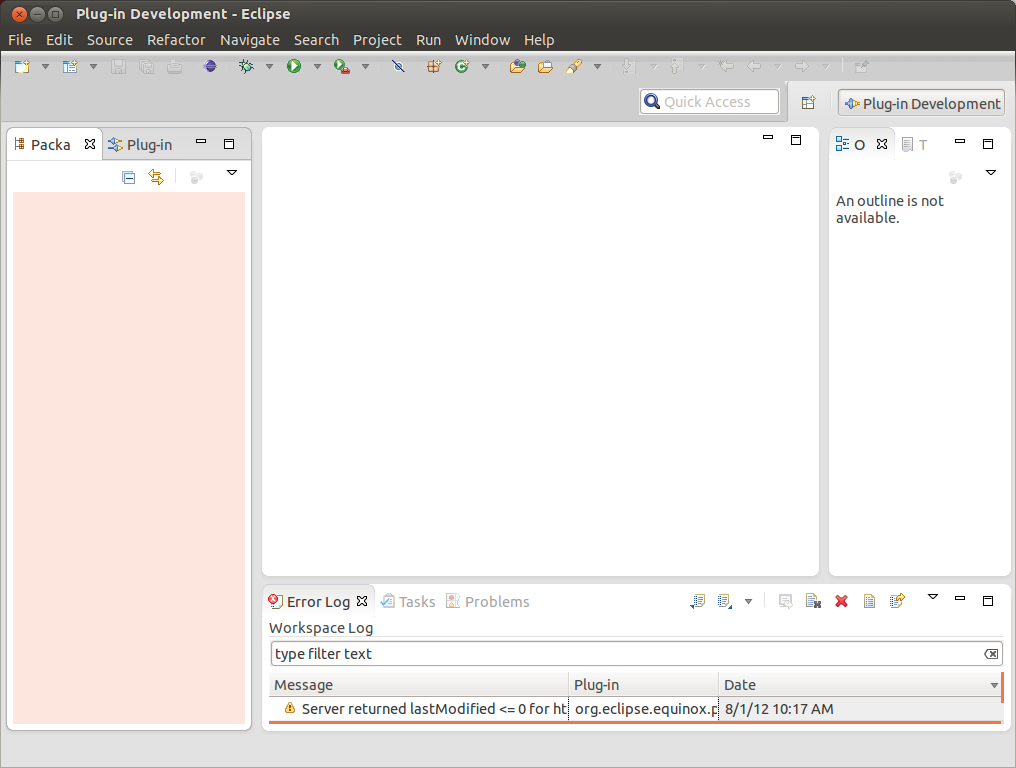 Plug-in Development - Eclipse
File Edit Source Refactor Navigate Search Project Run Window Help
Quick Access
Plug-in Development
Packa
Plug-in
O
T
An outline is not
available.
Error Log
Tasks
Problems
Workspace Log
type filter text
Message Plug-in Date
Server returned lastModified <= 0 for ht org.eclipse.equinox.p 8/1/12 10:17 AM